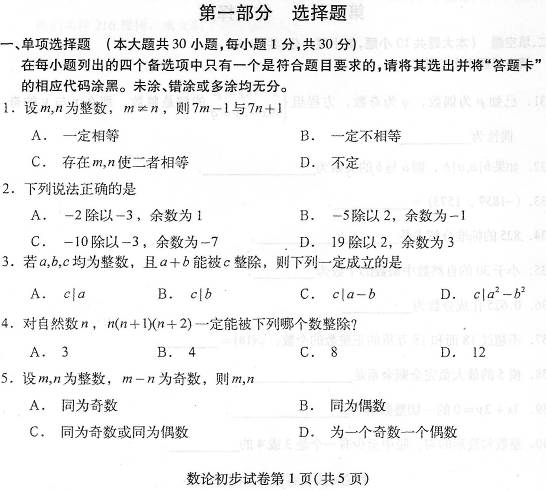 第一部分 选择题
一、单项选择题 (本大题共30小题,每小题1分,共30分)
在每小题列出的四个备选项中只有一个是符合题目要求的,请将其选出并将“答题卡”
的相应代码涂黑。未涂、错涂或多涂均无分。
1. 设m,n为整数, m≠n, 则7m−1与7n+1
A. 一定相等 B. 一定不相等
C. 存在m,n使二者相等 D. 不定
2. 下列说法正确的是
A. −2除以−3, 余数为1 B. −5除以2, 余数为−1
C. −10除以−3, 余数为−7 D. 19除以2, 余数为3
3. 若a,b,c均为整数, 且a+b能被c整除, 则下列一定成立的是
A. c|a B. c|b C. c|a−b D. c|a²−b²
4. 对自然数n, n(n+1)(n+2)一定能被下列哪个数整除?
A. 3 B. 4 C. 8 D. 12
5. 设m,n为整数, m−n为奇数, 则m,n
A. 同为奇数 B. 同为偶数
C. 同为奇数或同为偶数 D. 为一个奇数一个偶数
数论初步试卷第1页(共5页)